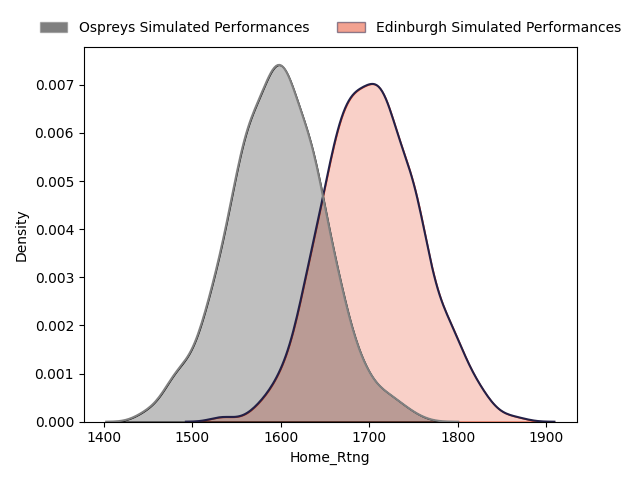 Ospreys Simulated Performances Edinburgh Simulated Performances
0.007
0.006
0.005
0.004
0.003
0.002
0.001
0.000
Density
1400 1500 1600 1700 1800 1900
Home_Rtng